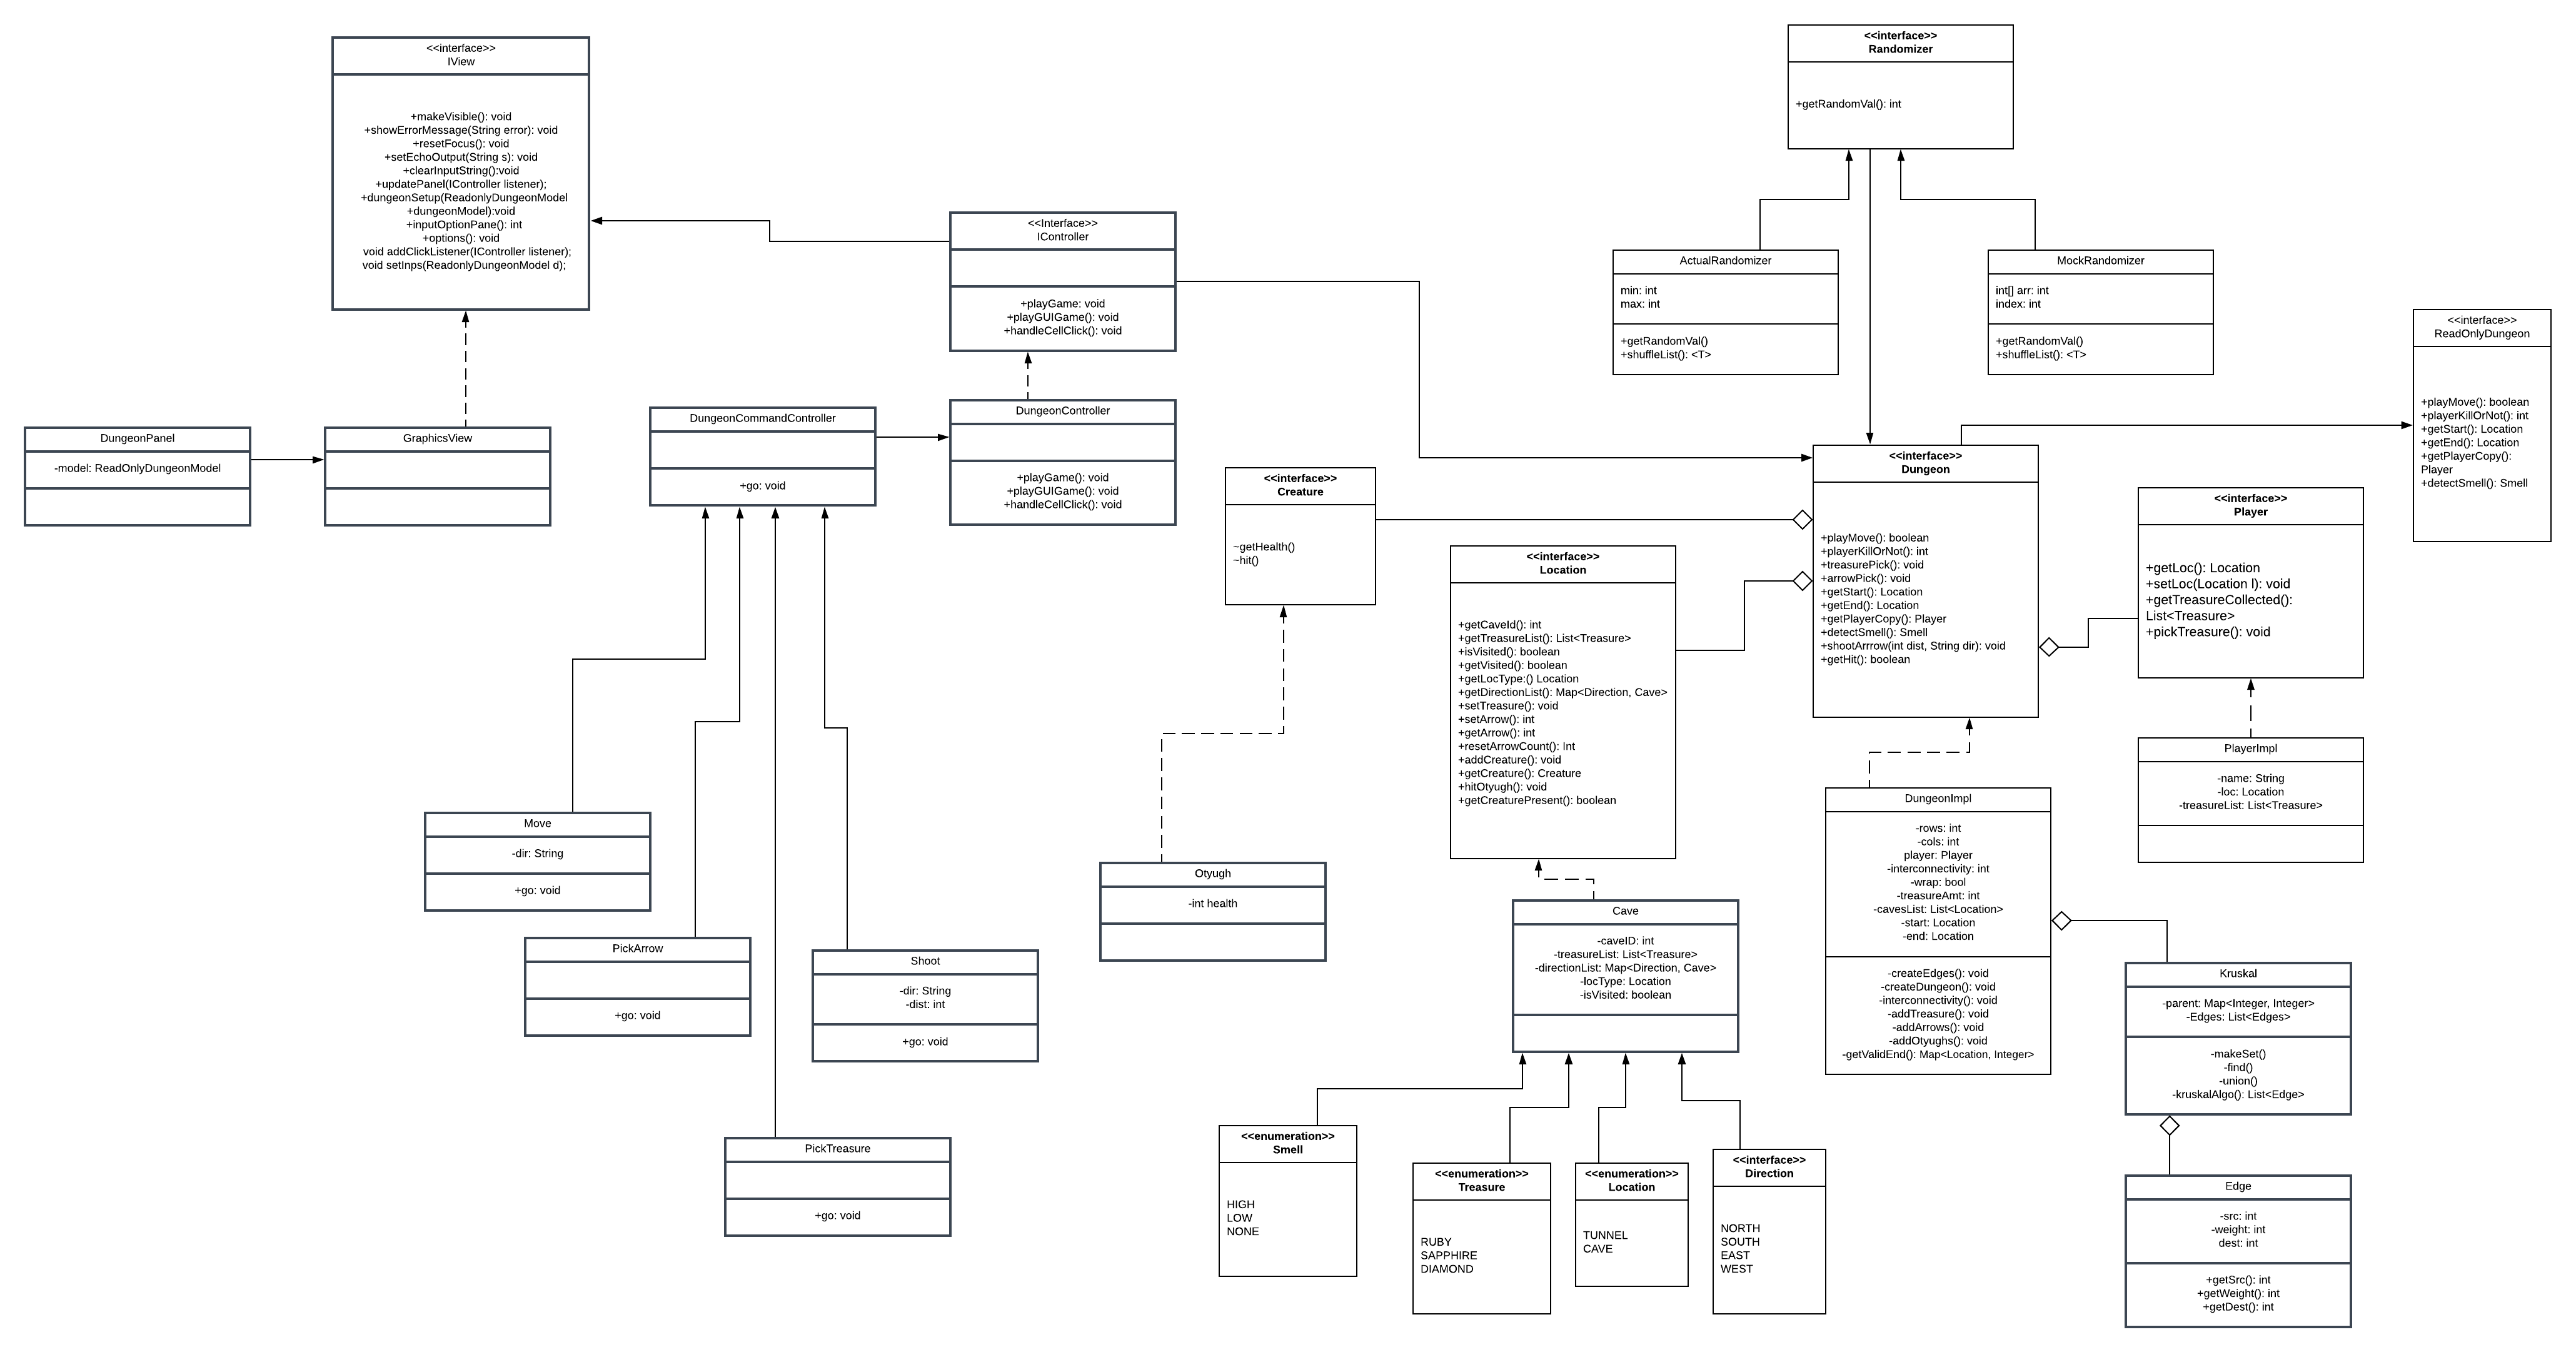 <<interface>>
IView
+makeVisible(): void
+showErrorMessage(String error): void
+resetFocus(): void
+setEchoOutput(String s): void
+clearInputString():void
+updatePanel(IController listener);
+dungeonSetup(ReadonlyDungeonModel
+dungeonModel):void
+inputOptionPane(): int
+options(): void
void addClickListener(IController listener);
void setInps(ReadonlyDungeonModel d);
<<interface>>
Randomizer
+getRandomVal(): int
<<Interface>>
IController
+playGame: void
+playGUIGame(): void
+handleCellClick(): void
ActualRandomizer
min: int
max: int
+getRandomVal()
+shuffleList(): <T>
MockRandomizer
int[] arr: int
index: int
+getRandomVal()
+shuffleList(): <T>
<<interface>>
ReadOnlyDungeon
+playMove(): boolean
+playerKillOrNot(): int
+getStart(): Location
+getEnd(): Location
+getPlayerCopy():
Player
+detectSmell(): Smell
DungeonPanel
-model: ReadOnlyDungeonModel
GraphicsView
DungeonCommandController
+go: void
DungeonController
+playGame(): void
+playGUIGame(): void
+handleCellClick(): void
<<interface>>
Creature
~getHealth()
~hit()
<<interface>>
Location
+getCaveId(): int
+getTreasureList(): List<Treasure>
+isVisited(): boolean
+getVisited(): boolean
+getLocType:() Location
+getDirectionList(): Map<Direction, Cave>
+setTreasure(): void
+setArrow(): int
+getArrow(): int
+resetArrowCount(): Int
+addCreature(): void
+getCreature(): Creature
+hitOtyugh(): void
+getCreaturePresent(): boolean
<<interface>>
Dungeon
+playMove(): boolean
+playerKillOrNot(): int
+treasurePick(): void
+arrowPick(): void
+getStart(): Location
+getEnd(): Location
+getPlayerCopy(): Player
+detectSmell(): Smell
+shootArrrow(int dist, String dir): void
+getHit(): boolean
<<interface>>
Player
+getLoc(): Location
+setLoc(Location l): void
+getTreasureCollected():
List<Treasure>
+pickTreasure(): void
PlayerImpl
-name: String
-loc: Location
-treasureList: List<Treasure>
DungeonImpl
-rows: int
-cols: int
player: Player
-interconnectivity: int
-wrap: bool
-treasureAmt: int
-cavesList: List<Location>
-start: Location
-end: Location
-createEdges(): void
-createDungeon(): void
-interconnectivity(): void
-addTreasure(): void
-addArrows(): void
-addOtyughs(): void
-getValidEnd(): Map<Location, Integer>
Move
-dir: String
+go: void
PickArrow
+go: void
Shoot
-dir: String
-dist: int
+go: void
PickTreasure
+go: void
Otyugh
-int health
Cave
-caveID: int
-treasureList: List<Treasure>
-directionList: Map<Direction, Cave>
-locType: Location
-isVisited: boolean
Kruskal
-parent: Map<Integer, Integer>
-Edges: List<Edges>
-makeSet()
-find()
-union()
-kruskalAlgo(): List<Edge>
<<enumeration>>
Smell
HIGH
LOW
NONE
<<enumeration>>
Treasure
RUBY
SAPPHIRE
DIAMOND
<<enumeration>>
Location
TUNNEL
CAVE
<<interface>>
Direction
NORTH
SOUTH
EAST
WEST
Edge
-src: int
-weight: int
dest: int
+getSrc(): int
+getWeight(): int
+getDest(): int